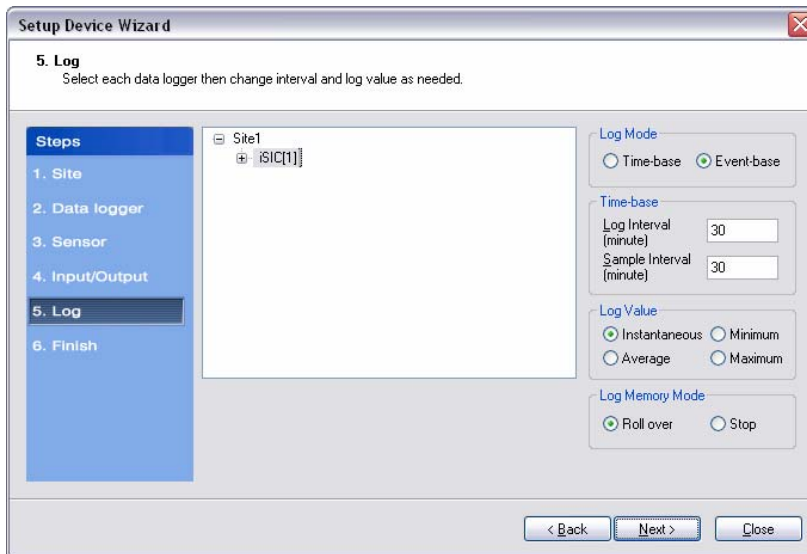 Setup Device Wizard
5. Log
Select each data logger then change interval and log value as needed.
Steps
1. Site
2. Data logger
3. Sensor
4. Input/Output
5. Log
6. Finish
Site1
iSIC[1]
Log Mode
Time-base Event-base
Time-base
Log Interval
(minute)
30
Sample Interval
(minute)
30
Log Value
Instantaneous Minimum
Average Maximum
Log Memory Mode
Roll over Stop
< Back Next > Close